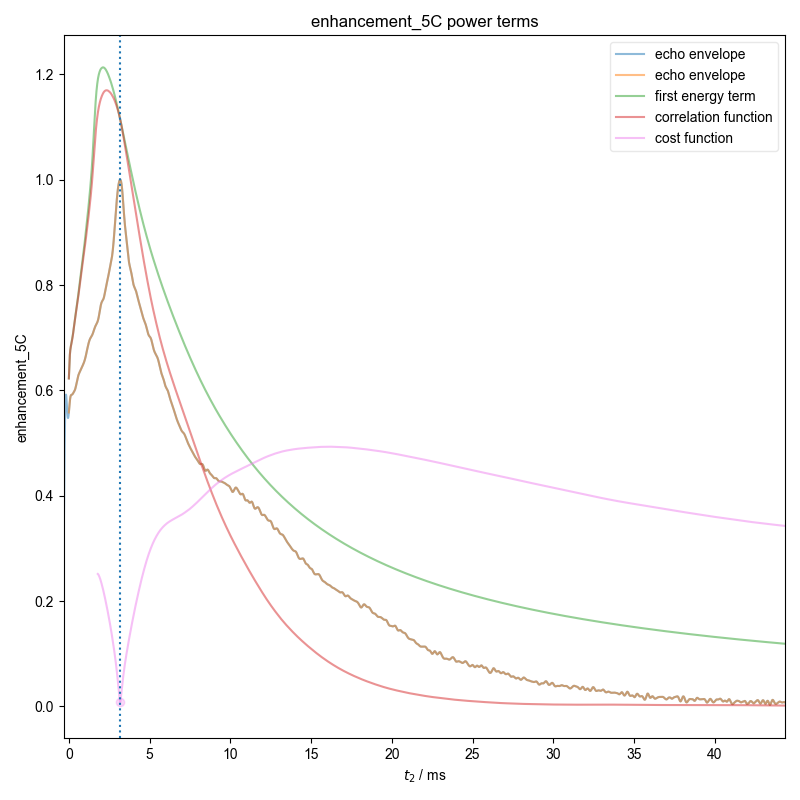 enhancement_5C power terms
echo envelope
echo envelope
first energy term
correlation function
cost function
enhancement_5C
1.2
1.0
0.8
0.6
0.4
0.2
0.0
0 5 10 15 20 25 30 35 40
t₂ / ms